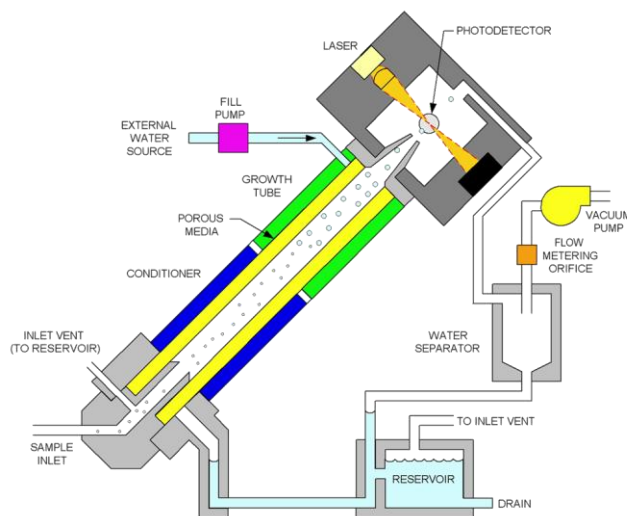 PHOTODETECTOR
LASER
FILL
PUMP
EXTERNAL
WATER
SOURCE
GROWTH
TUBE
POROUS
MEDIA
VACUUM
PUMP
FLOW
METERING
ORIFICE
CONDITIONER
INLET VENT
(TO RESERVOIR)
WATER
SEPARATOR
TO INLET VENT
SAMPLE
INLET
RESERVOIR
DRAIN